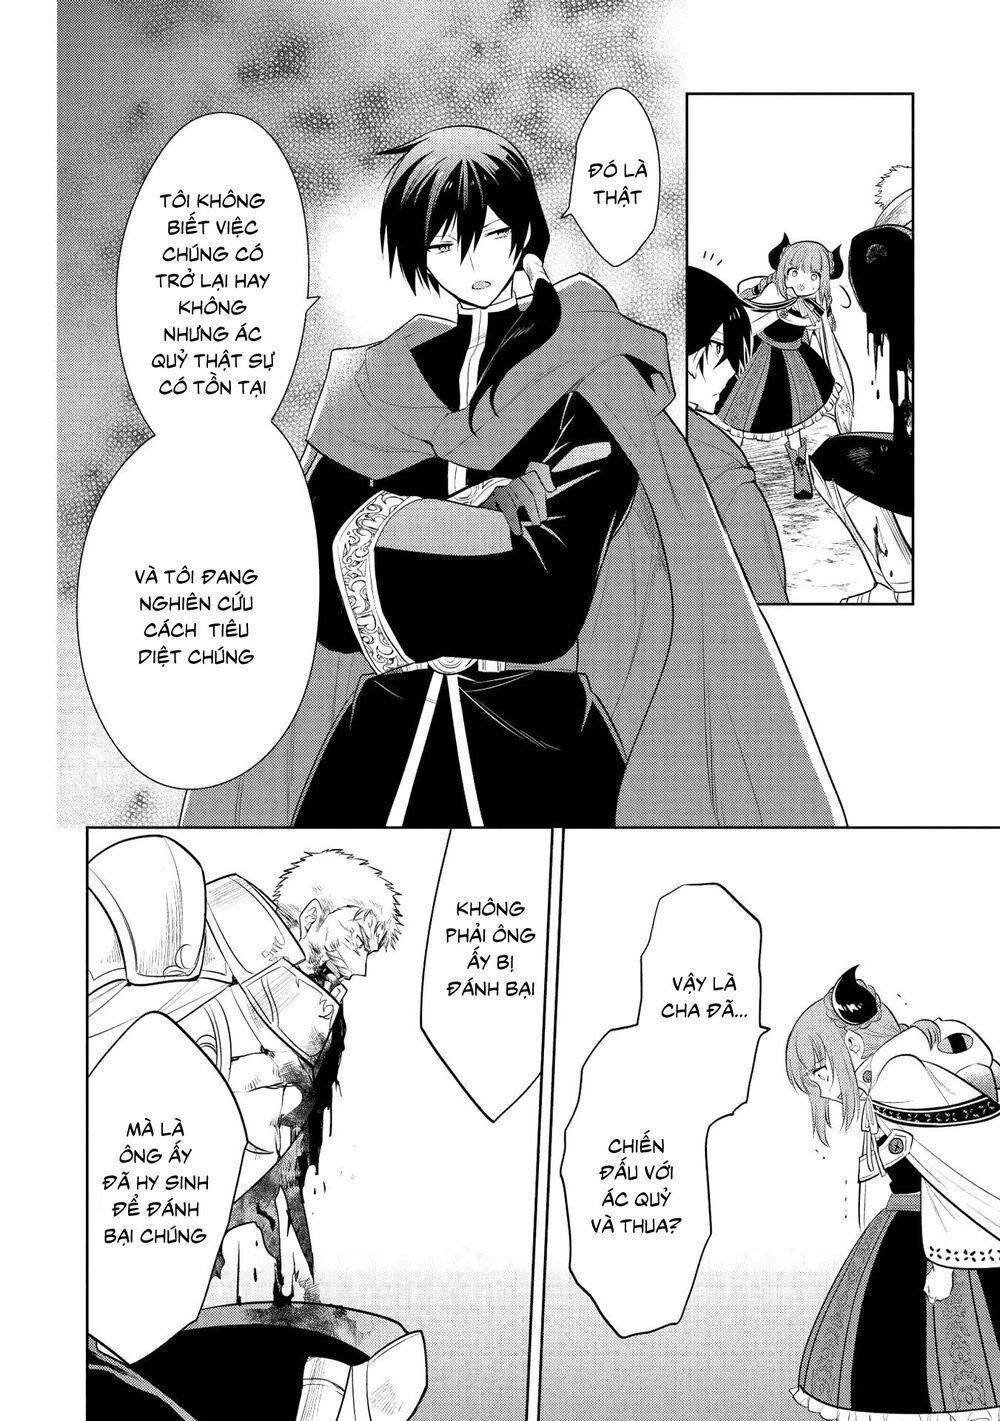 ĐÓ LÀ
THẬT
TÔI KHÔNG
BIẾT VIỆC
CHÚNG CÓ
TRỞ LẠI HAY
KHÔNG
NHƯNG ÁC
QUỶ THẬT SỰ
CÓ TỒN TẠI
VÀ TÔI ĐANG
NGHIÊN CỨU
CÁCH TIÊU
DIỆT CHÚNG
VẬY LÀ
CHA ĐÃ...
CHIẾN
ĐẤU VỚI
ÁC QUỶ
VÀ THUA?
KHÔNG
PHẢI ÔNG
ẤY BỊ
ĐÁNH BẠI
MÀ LÀ
ÔNG ẤY
ĐÃ HY SINH
ĐỂ ĐÁNH
BẠI CHÚNG